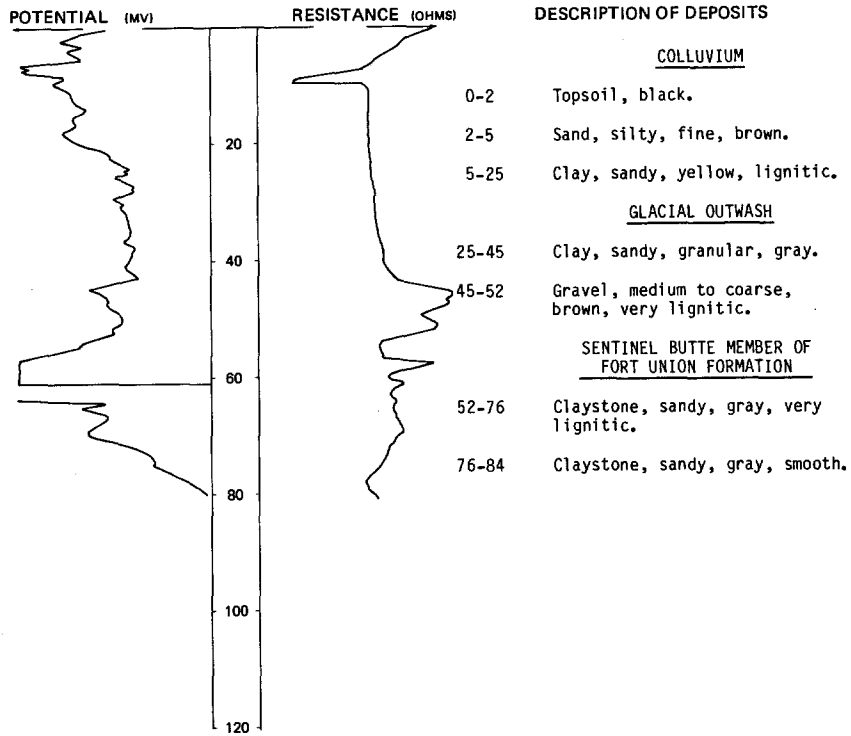 POTENTIAL (MV) RESISTANCE (OHMS) DESCRIPTION OF DEPOSITS
COLLUVIUM
0-2 Topsoil, black.
20
2-5 Sand, silty, fine, brown.
5-25 Clay, sandy, yellow, lignitic.
GLACIAL OUTWASH
25-45 Clay, sandy, granular, gray.
40
45-52 Gravel, medium to coarse,
brown, very lignitic.
SENTINEL BUTTE MEMBER OF
FORT UNION FORMATION
60
52-76 Claystone, sandy, gray, very
lignitic.
76-84 Claystone, sandy, gray, smooth.
80
100
120